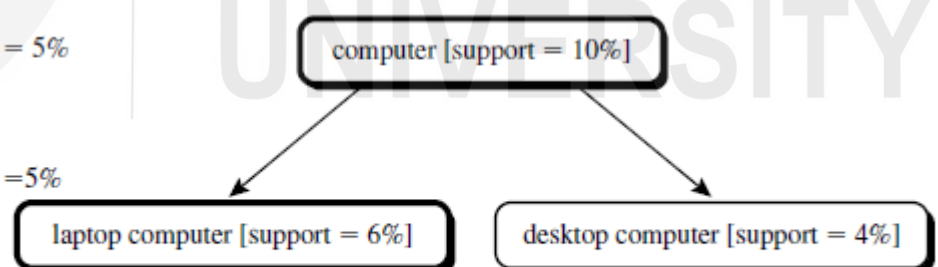 UNIVERSITY
= 5%
computer [support = 10%]
=5%
laptop computer [support = 6%]
desktop computer [support = 4%]